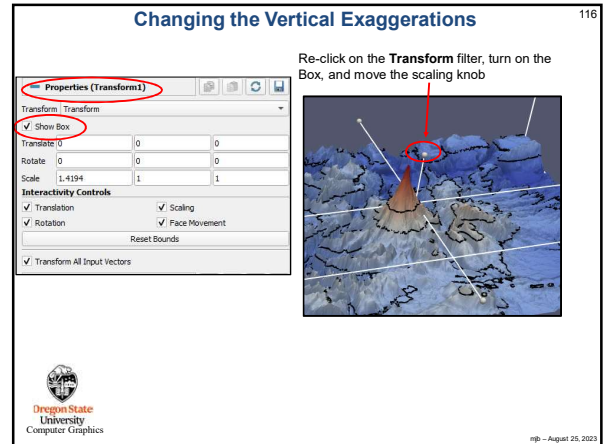 Changing the Vertical Exaggerations
116
Re-click on the Transform filter, turn on the
Box, and move the scaling knob
Properties (Transform1)
Transform Transform
Show Box
Translate 0 0 0
Rotate 0 0 0
Scale 1.4194 1 1
Interactivity Controls
Translation Scaling
Rotation Face Movement
Reset Bounds
Transform All Input Vectors
Oregon State
University
Computer Graphics
mjb – August 25, 2023